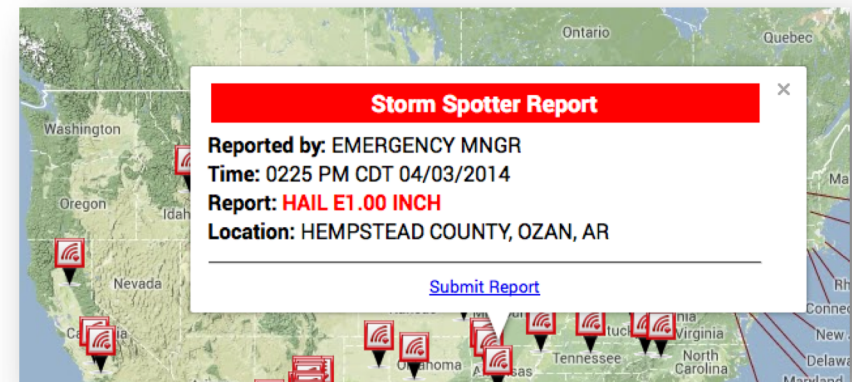 Ontario
Quebec
×
Storm Spotter Report
Washington
Reported by: EMERGENCY MNGR
Time: 0225 PM CDT 04/03/2014
Oregon
Report: HAIL E1.00 INCH
Location: HEMPSTEAD COUNTY, OZAN, AR
Nevada
Submit Report
Virginia
New
Tennessee
North
Carolina